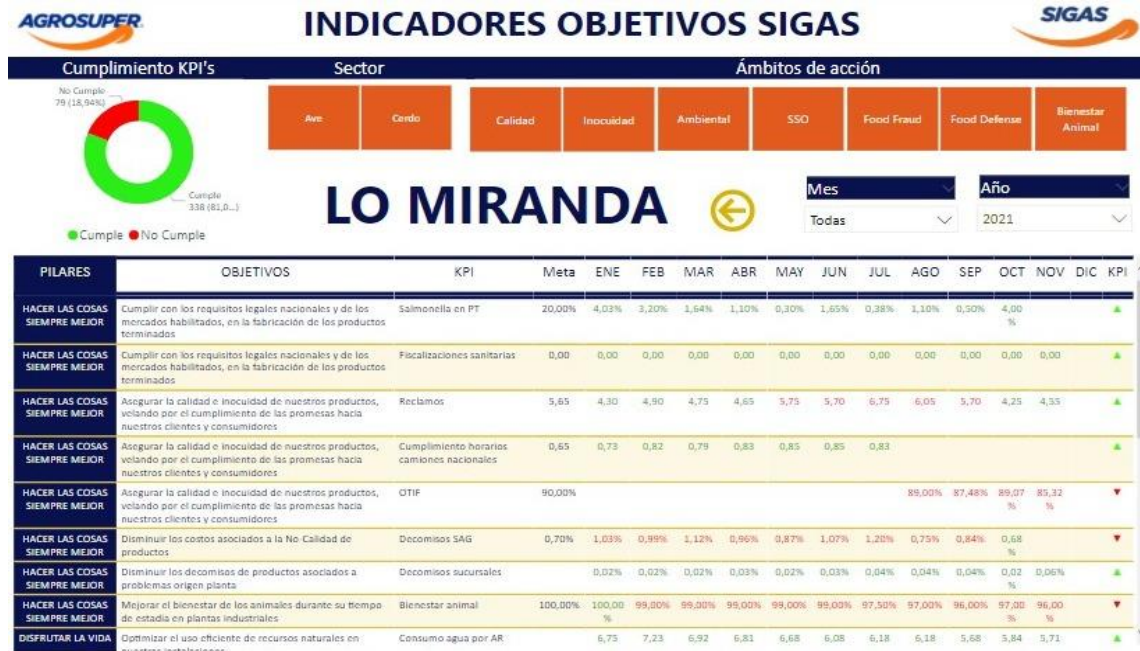 AGROSUPER
INDICADORES OBJETIVOS SIGAS
SIGAS
Cumplimiento KPI's
Sector
Ámbitos de acción
No Cumple
79 (18,94%)
Cumple
338 (81,0...)
Cumple No Cumple
Ave
Cerdo
Calidad
Inocuidad
Ambiental
SSO
Food Fraud
Food Defense
Bienestar
Animal
LO MIRANDA
Mes
Todas
Año
2021
PILARES OBJETIVOS KPI Meta ENE FEB MAR ABR MAY JUN JUL AGO SEP OCT NOV DIC KPI
HACER LAS COSAS Cumplir con los requisitos legales nacionales y de los Salmonella en PT 20,00% 4,03% 3,20% 1,64% 1,10% 0,30% 1,65% 0,38% 1,10% 0,50% 4,00
SIEMPRE MEJOR mercados habilitados, en la fabricación de los productos %
terminados
HACER LAS COSAS Cumplir con los requisitos legales nacionales y de los Fiscalizaciones sanitarias 0,00 0,00 0,00 0,00 0,00 0,00 0,00 0,00 0,00 0,00 0,00 0,00
SIEMPRE MEJOR mercados habilitados, en la fabricación de los productos
terminados
HACER LAS COSAS Asegurar la calidad e inocuidad de nuestros productos, Reclamos 5,65 4,30 4,90 4,75 4,65 5,75 5,70 6,75 6,05 5,70 4,25 4,55
SIEMPRE MEJOR velando por el cumplimiento de las promesas hacia
nuestros clientes y consumidores
HACER LAS COSAS Asegurar la calidad e inocuidad de nuestros productos, Cumplimiento horarios 0,65 0,73 0,82 0,79 0,83 0,85 0,85 0,83
SIEMPRE MEJOR velando por el cumplimiento de las promesas hacia camiones nacionales
nuestros clientes y consumidores
HACER LAS COSAS Asegurar la calidad e inocuidad de nuestros productos, OTIF 90,00% 89,00% 87,48% 89,07 85,32
SIEMPRE MEJOR velando por el cumplimiento de las promesas hacia % %
nuestros clientes y consumidores
HACER LAS COSAS Disminuir los costos asociados a la No Calidad de Decomisos SAG 0,70% 1,03% 0,99% 1,12% 0,96% 0,87% 1,07% 1,20% 0,75% 0,84% 0,68
SIEMPRE MEJOR productos %
HACER LAS COSAS Disminuir los decomisos de productos asociados a Decomisos sucursales 0,02% 0,02% 0,02% 0,03% 0,02% 0,03% 0,04% 0,04% 0,04% 0,02 0,06%
SIEMPRE MEJOR problemas origen planta %
HACER LAS COSAS Mejorar el bienestar de los animales durante su tiempo Bienestar animal 100,00% 100,00 99,00% 99,00% 99,00% 99,00% 99,00% 97,50% 97,00% 96,00% 97,00 96,00
SIEMPRE MEJOR de estadia en plantas industriales % % %
DISFRUTAR LA VIDA Optimizar el uso eficiente de recursos naturales en Consumo agua por AR 6,75 7,23 6,92 6,81 6,68 6,08 6,18 6,18 5,68 5,84 5,71